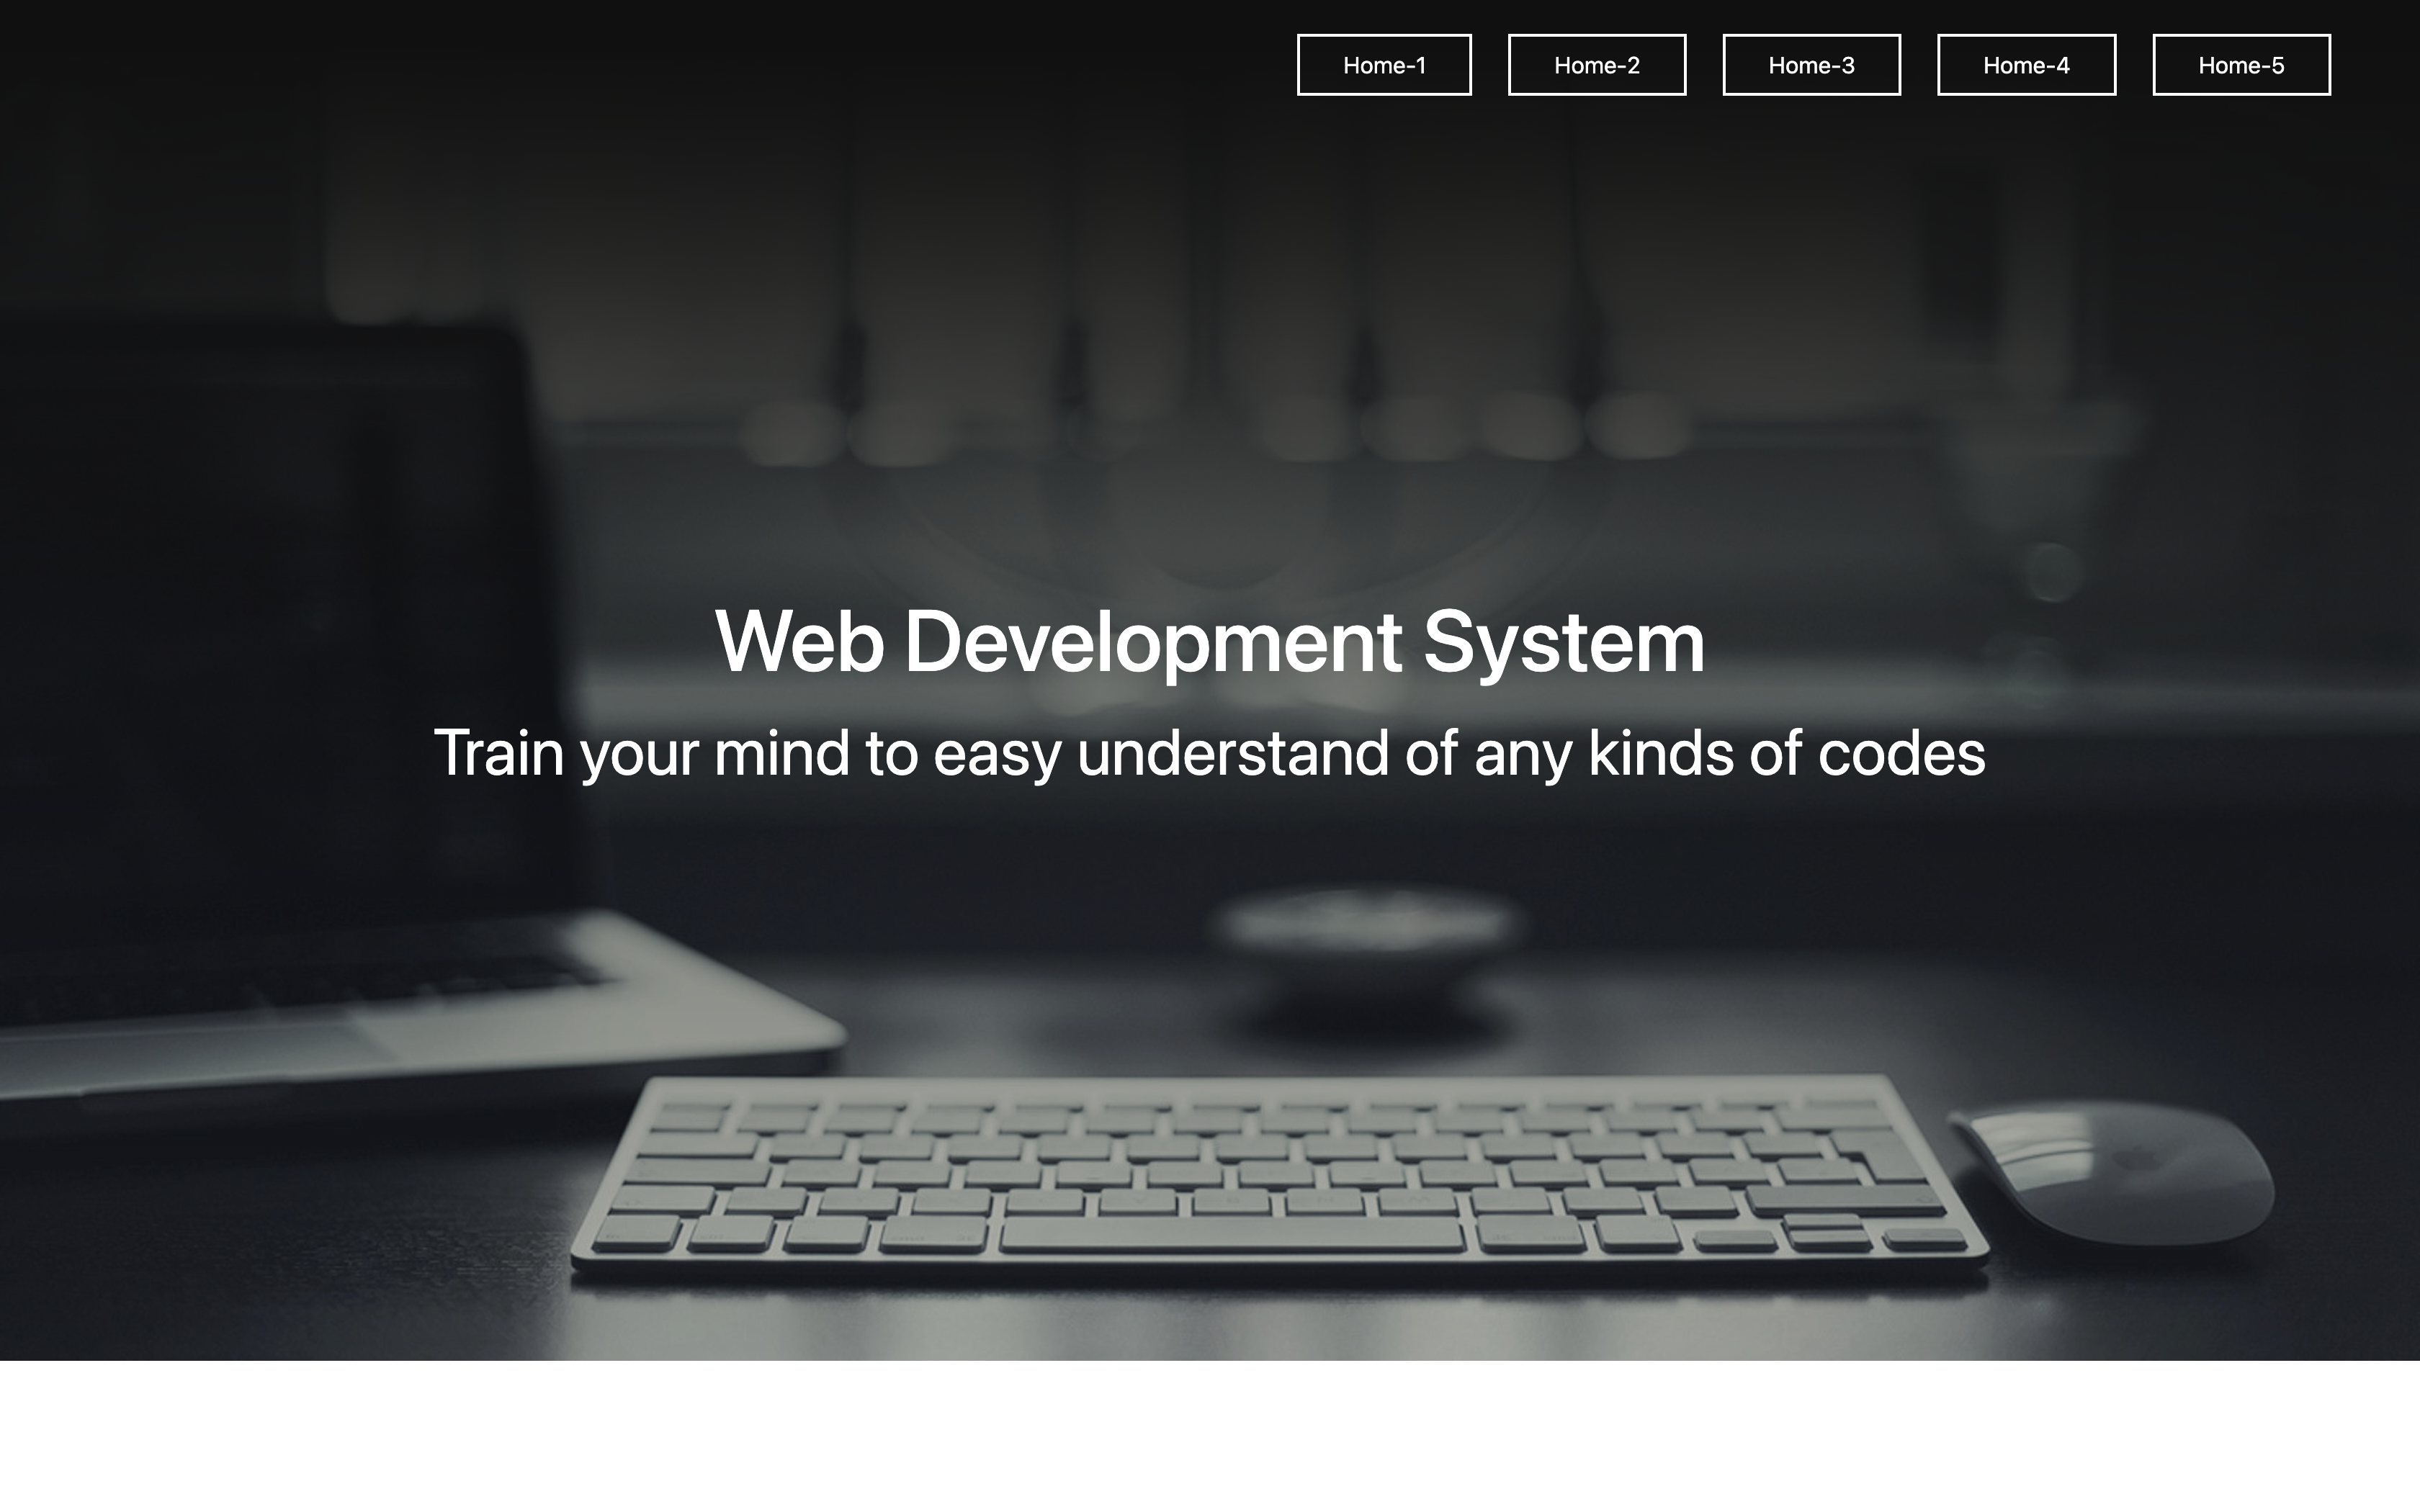 Home-1 Home-2 Home-3 Home-4 Home-5
Web Development System
Train your mind to easy understand of any kinds of codes